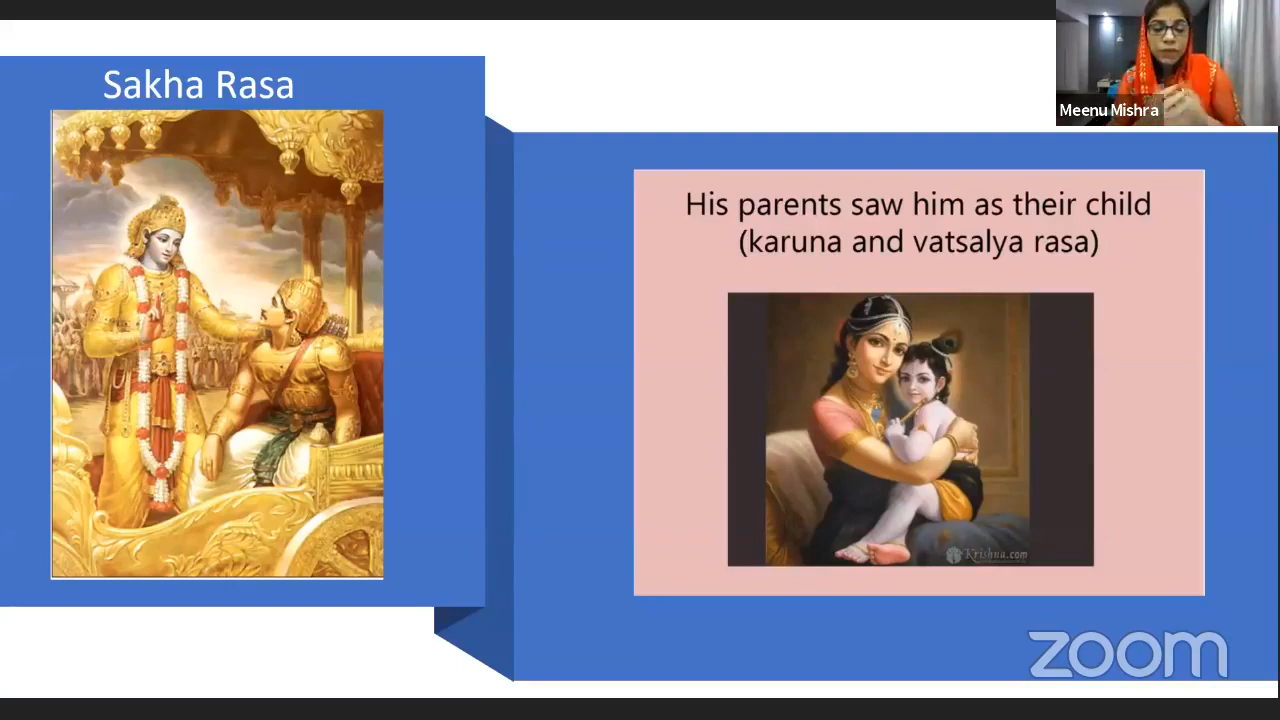 Sakha Rasa
Meenu Mishra
His parents saw him as their child
(karuna and vatsalya rasa)
Krishna.com
zoom